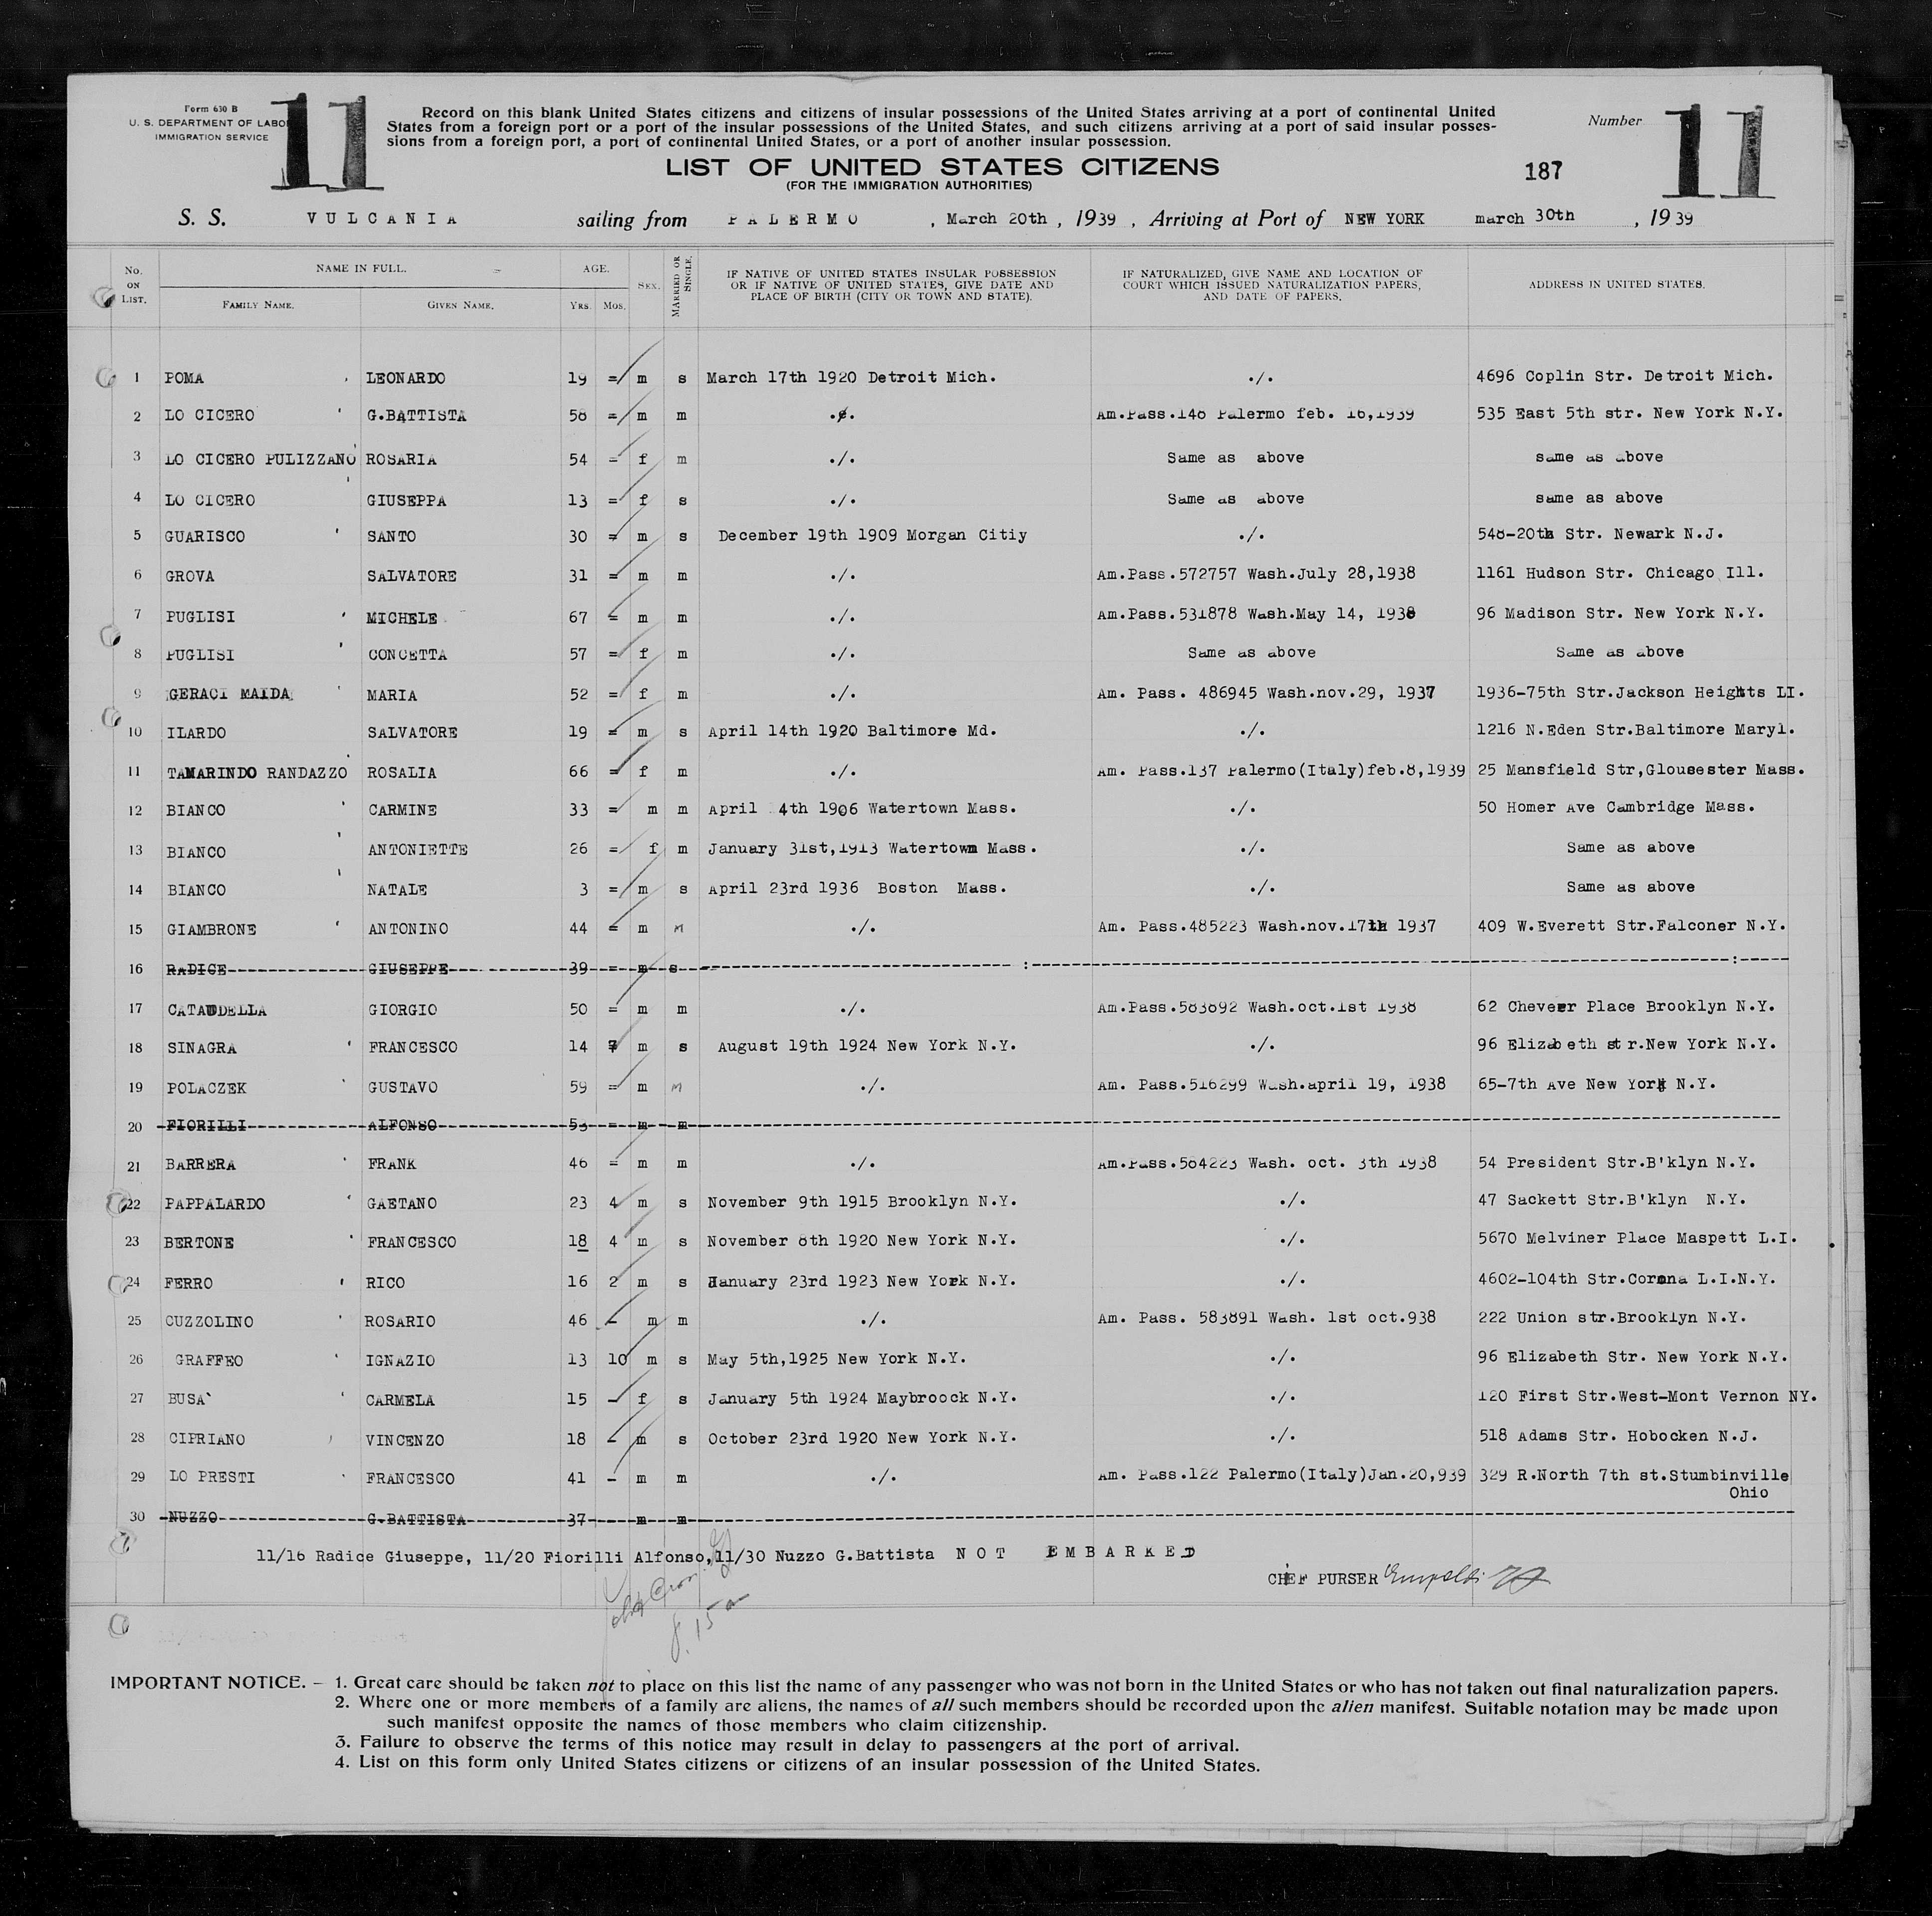 Form 630 B
U. S. DEPARTMENT OF LABOR
IMMIGRATION SERVICE
11
Record on this blank United States citizens and citizens of insular possessions of the United States arriving at a port of continental United
States from a foreign port or a port of the insular possessions of the United States, and such citizens arriving at a port of said insular posses-
sions from a foreign port, a port of continental United States, or a port of another insular possession.
Number
11
LIST OF UNITED STATES CITIZENS
(FOR THE IMMIGRATION AUTHORITIES)
187
S. S. VULCANIA sailing from PALERMO , March 20th , 1939 , Arriving at Port of NEW YORK march 30th , 1939
No. ON LIST. NAME IN FULL. FAMILY NAME. GIVEN NAME. AGE. YRS. MOS. SEX. MARRIED OR SINGLE. IF NATIVE OF UNITED STATES INSULAR POSSESSION OR IF NATIVE OF UNITED STATES, GIVE DATE AND PLACE OF BIRTH (CITY OR TOWN AND STATE). IF NATURALIZED, GIVE NAME AND LOCATION OF COURT WHICH ISSUED NATURALIZATION PAPERS, AND DATE OF PAPERS. ADDRESS IN UNITED STATES.
1 POMA LEONARDO 19 = m s March 17th 1920 Detroit Mich. ./. 4696 Coplin Str. Detroit Mich.
2 LO CICERO G.BATTISTA 58 = m m ./. Am.Pass.148 Palermo feb. 16,1939 535 East 5th str. New York N.Y.
3 LO CICERO PULIZZANO ROSARIA 54 = f m ./. Same as above same as above
4 LO CICERO GIUSEPPA 13 = f s ./. Same as above same as above
5 GUARISCO SANTO 30 = m s December 19th 1909 Morgan Citiy ./. 548-20th Str. Newark N.J.
6 GROVA SALVATORE 31 = m m ./. Am.Pass.572757 Wash.July 28,1938 1161 Hudson Str. Chicago Ill.
7 PUGLISI MICHELE 67 = m m ./. Am.Pass.531878 Wash.May 14, 1938 96 Madison Str. New York N.Y.
8 PUGLISI CONCETTA 57 = f m ./. Same as above Same as above
9 GERACI MAIDA MARIA 52 = f m ./. Am. Pass. 486945 Wash.nov.29, 1937 1936-75th Str.Jackson Heights LI.
10 ILARDO SALVATORE 19 = m s April 14th 1920 Baltimore Md. ./. 1216 N.Eden Str.Baltimore Maryl.
11 TAMARINDO RANDAZZO ROSALIA 66 = f m ./. Am. Pass.137 Palermo(Italy)feb.8,1939 25 Mansfield Str,Glousester Mass.
12 BIANCO CARMINE 33 = m m April 4th 1906 Watertown Mass. ./. 50 Homer Ave Cambridge Mass.
13 BIANCO ANTONIETTE 26 = f m January 31st,1913 Watertown Mass. ./. Same as above
14 BIANCO NATALE 3 = m s April 23rd 1936 Boston Mass. ./. Same as above
15 GIAMBRONE ANTONINO 44 = m M ./. Am. Pass.485223 Wash.nov.17th 1937 409 W.Everett Str.Falconer N.Y.
16 RADICE GIUSEPPE 39 = m s
17 CATAUDELLA GIORGIO 50 = m m ./. Am.Pass.583892 Wash.oct.1st 1938 62 Cheveer Place Brooklyn N.Y.
18 SINAGRA FRANCESCO 14 7 m s August 19th 1924 New York N.Y. ./. 96 Elizabeth str.New York N.Y.
19 POLACZEK GUSTAVO 59 = m M ./. Am. Pass.516299 Wash.april 19, 1938 65-7th Ave New York N.Y.
20 FIORILLI ALFONSO 53 = m m
21 BARRERA FRANK 46 = m m ./. Am.Pass.584223 Wash. oct. 3th 1938 54 President Str.B'klyn N.Y.
22 PAPPALARDO GAETANO 23 4 m s November 9th 1915 Brooklyn N.Y. ./. 47 Sackett Str.B'klyn N.Y.
23 BERTONE FRANCESCO 18 4 m s November 8th 1920 New York N.Y. ./. 5670 Melviner Place Maspett L.I.
24 FERRO RICO 16 2 m s January 23rd 1923 New York N.Y. ./. 4602-104th Str.Corona L.I.N.Y.
25 CUZZOLINO ROSARIO 46 - m m ./. Am. Pass. 583891 Wash. 1st oct.938 222 Union str.Brooklyn N.Y.
26 GRAFFEO IGNAZIO 13 10 m s May 5th,1925 New York N.Y. ./. 96 Elizabeth Str. New York N.Y.
27 BUSA` CARMELA 15 - f s January 5th 1924 Maybroock N.Y. ./. 120 First Str.West-Mont Vernon NY.
28 CIPRIANO VINCENZO 18 - m s October 23rd 1920 New York N.Y. ./. 518 Adams Str. Hobocken N.J.
29 LO PRESTI FRANCESCO 41 - m m ./. Am. Pass.122 Palermo(Italy)Jan.20,939 329 R.North 7th st.Stumbinville
Ohio
30 NUZZO G.BATTISTA 37 m m
11/16 Radice Giuseppe, 11/20 Fiorilli Alfonso,11/30 Nuzzo G.Battista NOT EMBARKED
CHIEF PURSER
IMPORTANT NOTICE. – 1. Great care should be taken not to place on this list the name of any passenger who was not born in the United States or who has not taken out final naturalization papers.
2. Where one or more members of a family are aliens, the names of all such members should be recorded upon the alien manifest. Suitable notation may be made upon
such manifest opposite the names of those members who claim citizenship.
3. Failure to observe the terms of this notice may result in delay to passengers at the port of arrival.
4. List on this form only United States citizens or citizens of an insular possession of the United States.